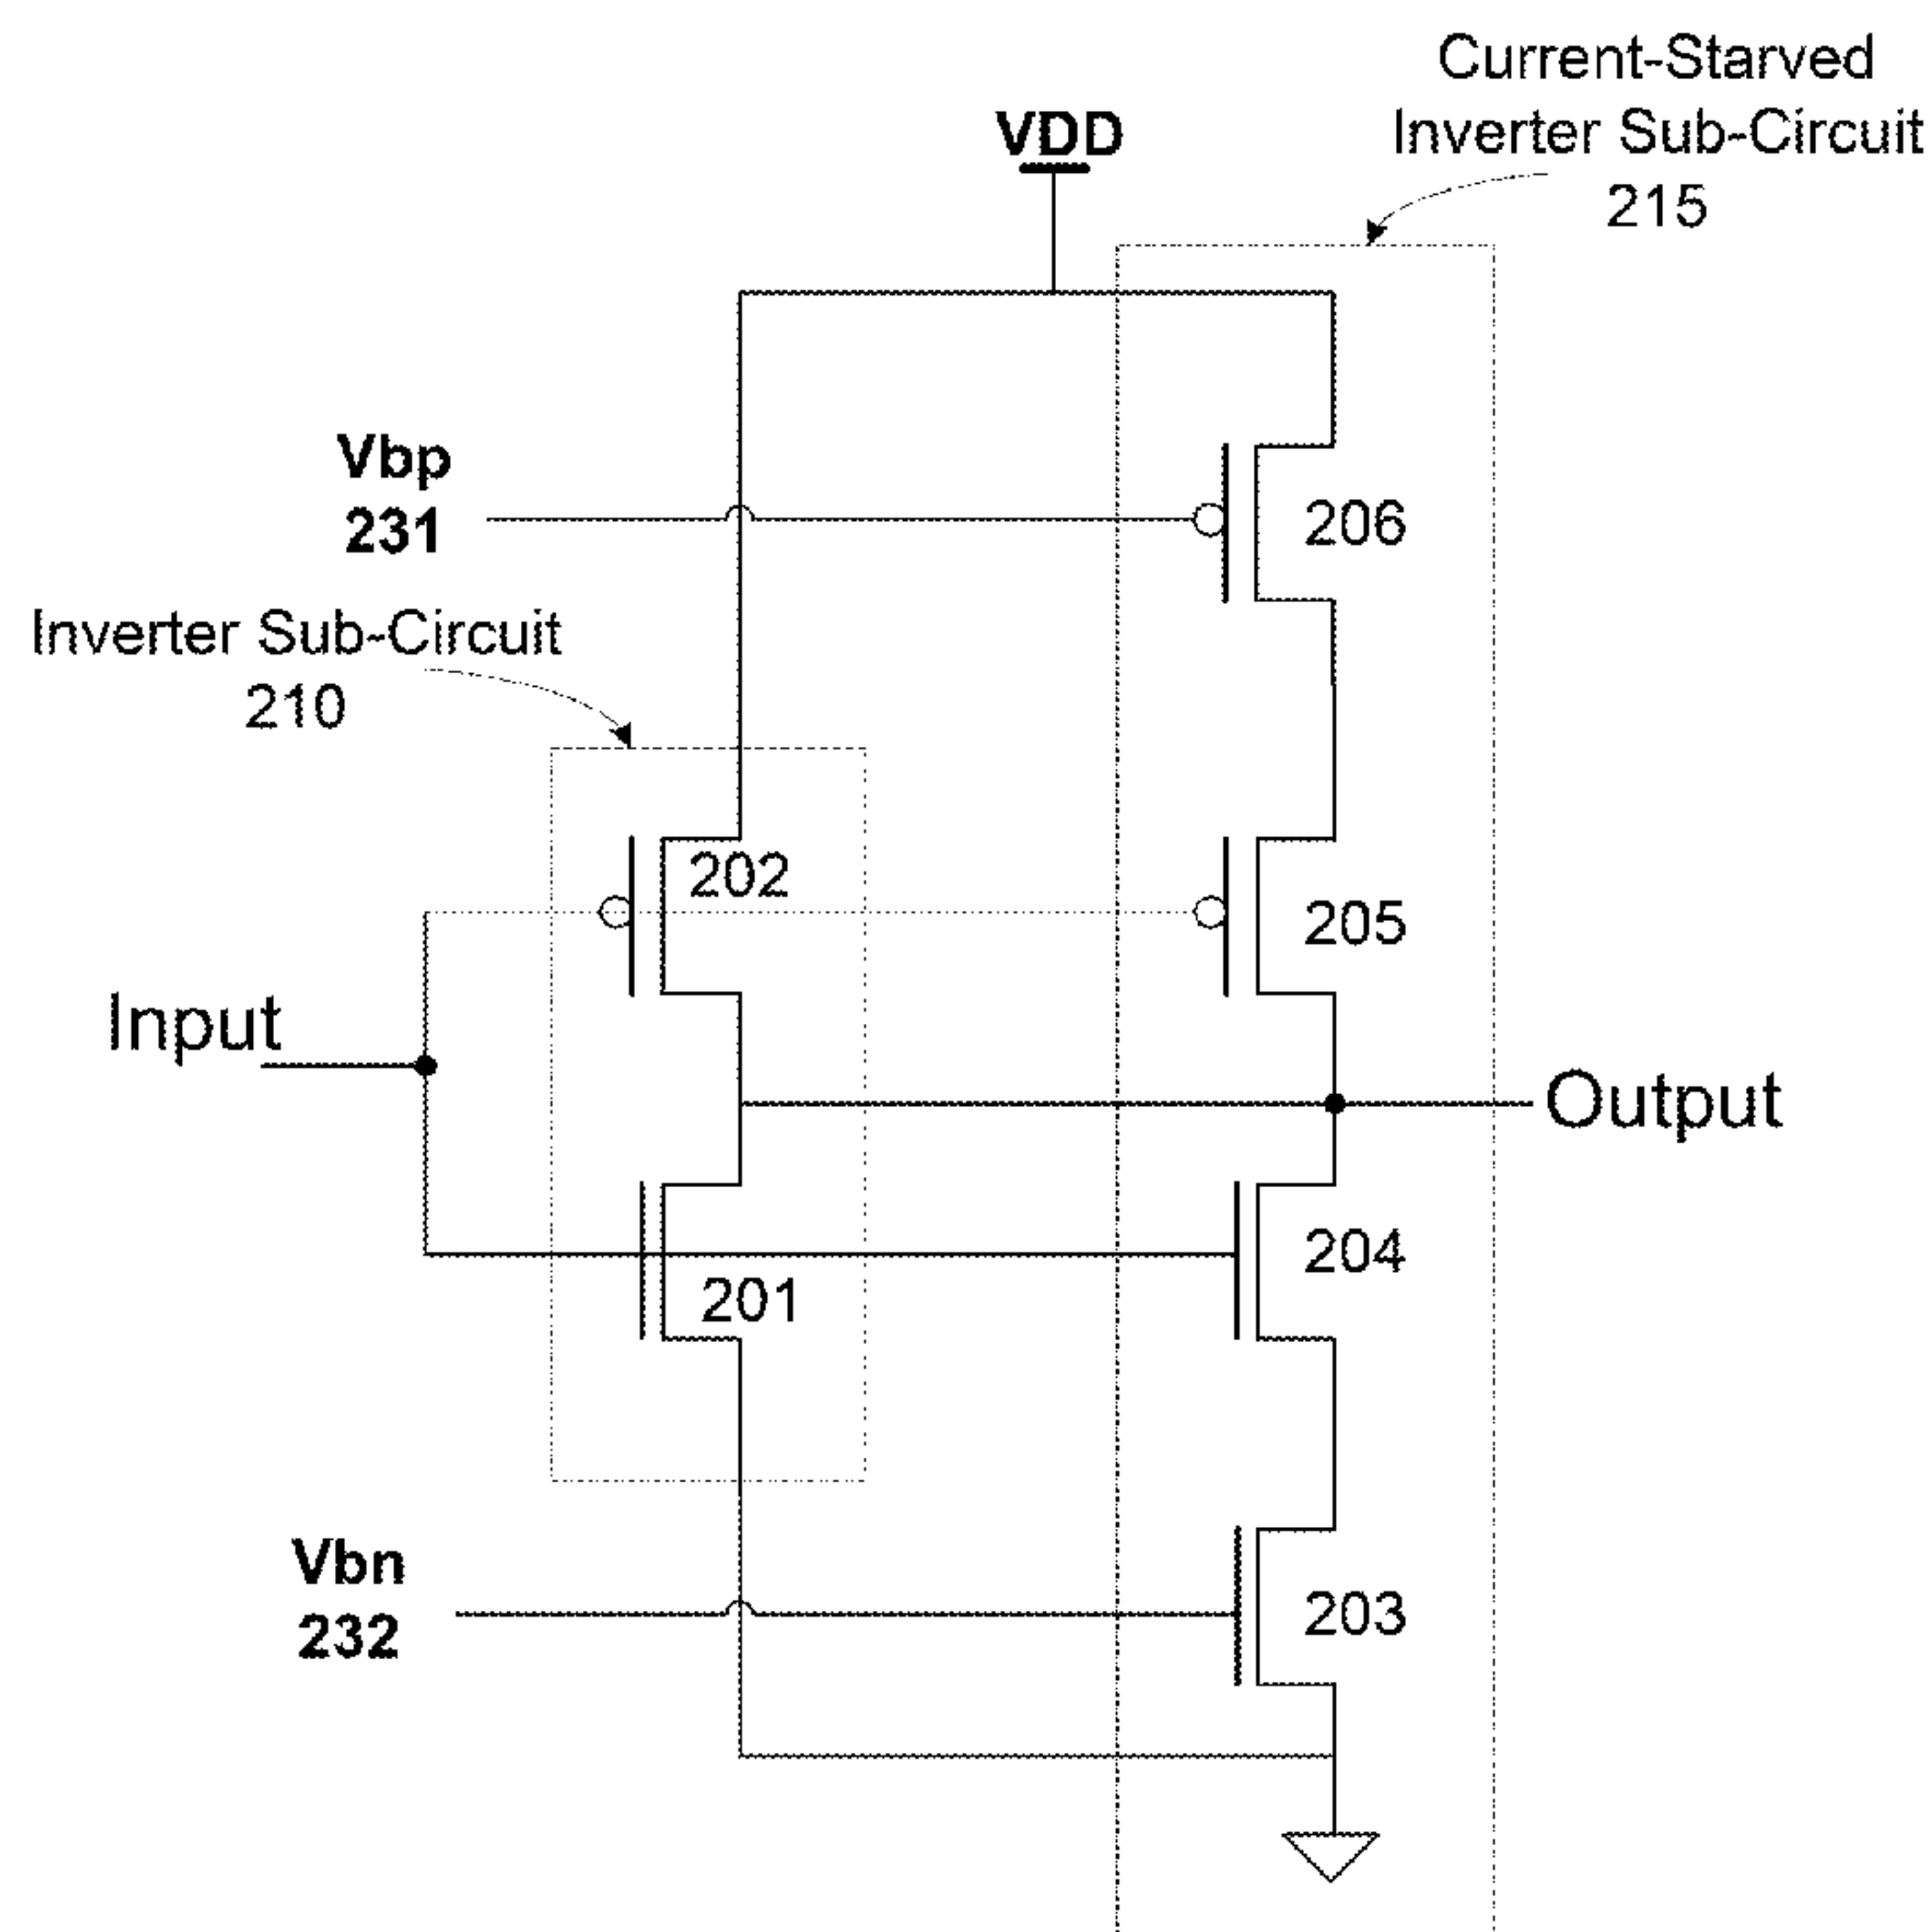 Current-Starved
Inverter Sub-Circuit
215
VDD
Vbp
231
206
Inverter Sub-Circuit
210
202
205
Input
Output
204
201
Vbn
232
203